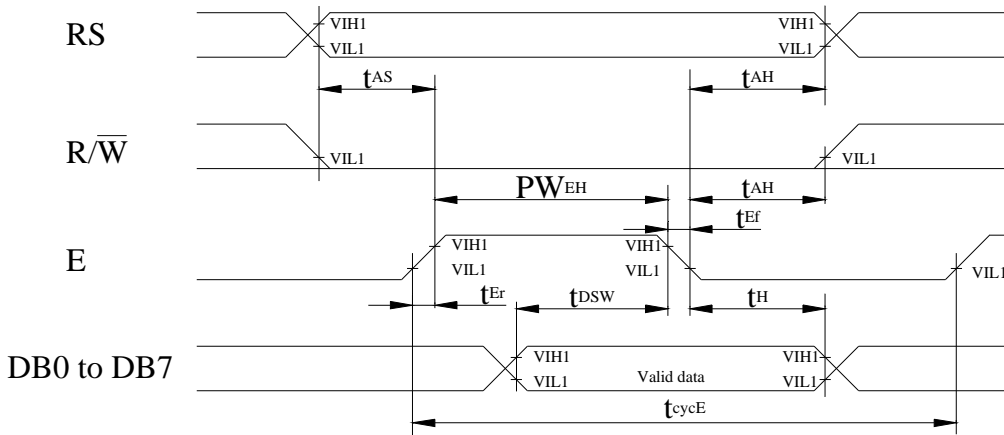 RS VIH1 VIH1
VIL1 VIL1
tAS tAH
R/W̅ VIL1 VIL1
PWEH tAH
tEf
E VIH1 VIH1
VIL1 VIL1 VIL1
tEr tDSW tH
DB0 to DB7 VIH1 VIH1
VIL1 Valid data VIL1
tcycE